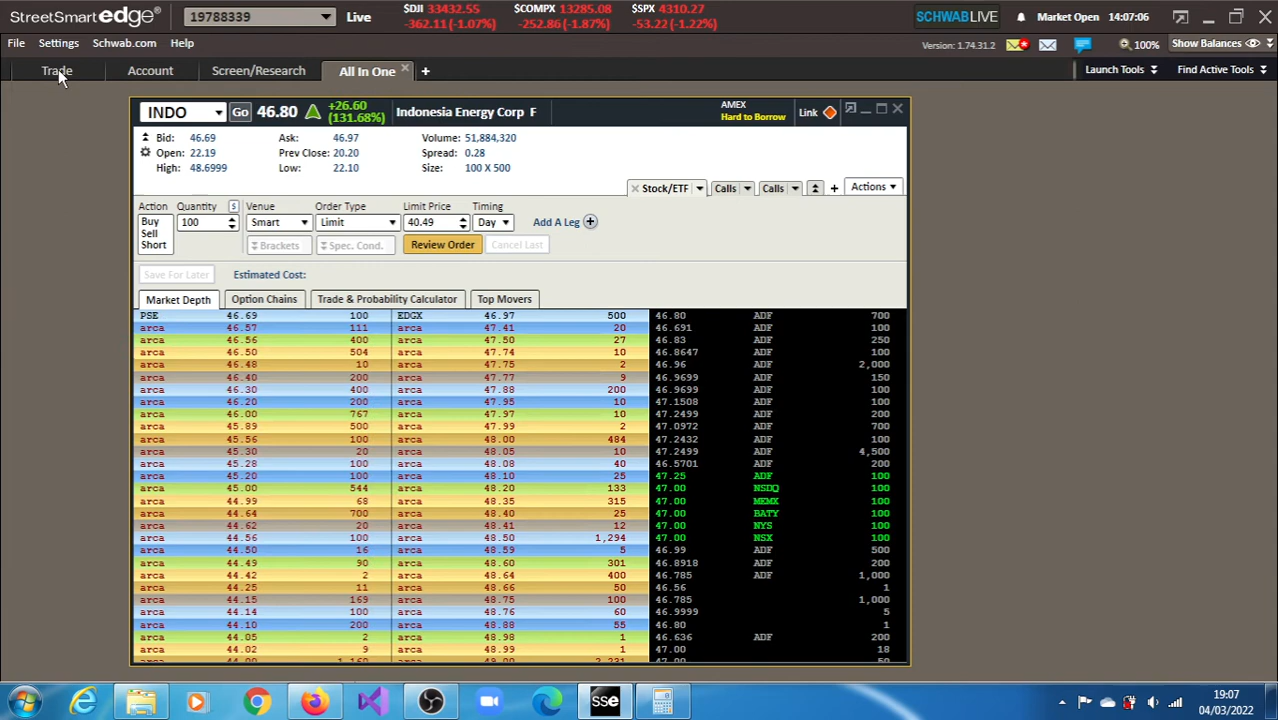 StreetSmart edge® 19788339 Live $DJI 33432.55 -362.11 (-1.07%) $COMPX 13285.08 -252.86 (-1.87%) $SPX 4310.27 -53.22 (-1.22%) SCHWABLIVE Market Open 14:07:06
File Settings Schwab.com Help Version: 1.74.31.2 100% Show Balances
Trade Account Screen/Research All In One Launch Tools Find Active Tools
INDO Go 46.80 +26.60 (131.68%) Indonesia Energy Corp F AMEX Hard to Borrow Link
Bid: 46.69 Ask: 46.97 Volume: 51,884,320
Open: 22.19 Prev Close: 20.20 Spread: 0.28
High: 48.6999 Low: 22.10 Size: 100 X 500
Stock/ETF Calls Calls Actions
Action Quantity $ Venue Order Type Limit Price Timing
Buy 100 Smart Limit 40.49 Day Add A Leg
Sell
Short Brackets Spec. Cond. Review Order Cancel Last
Save For Later Estimated Cost:
Market Depth Option Chains Trade & Probability Calculator Top Movers
PSE 46.69 100 EDGX 46.97 500 46.80 ADF 700
arca 46.57 111 arca 47.41 20 46.691 ADF 100
arca 46.56 400 arca 47.50 27 46.83 ADF 250
arca 46.50 504 arca 47.74 10 46.8647 ADF 100
arca 46.48 10 arca 47.75 2 46.96 ADF 2,000
arca 46.40 200 arca 47.77 9 46.9699 ADF 150
arca 46.30 400 arca 47.88 200 46.9699 ADF 100
arca 46.20 200 arca 47.95 10 47.1508 ADF 100
arca 46.00 767 arca 47.97 10 47.2499 ADF 200
arca 45.89 500 arca 47.99 2 47.0972 ADF 700
arca 45.56 100 arca 48.00 484 47.2432 ADF 100
arca 45.30 20 arca 48.05 10 47.2499 ADF 4,500
arca 45.28 100 arca 48.08 40 46.5701 ADF 200
arca 45.20 100 arca 48.10 25 47.25 ADF 100
arca 45.00 544 arca 48.20 133 47.00 NSDQ 100
arca 44.99 68 arca 48.35 315 47.00 MEMX 100
arca 44.64 700 arca 48.40 25 47.00 BATY 100
arca 44.62 20 arca 48.41 12 47.00 NYS 100
arca 44.56 100 arca 48.50 1,294 47.00 NSX 100
arca 44.50 16 arca 48.59 5 46.99 ADF 500
arca 44.49 90 arca 48.60 301 46.8918 ADF 200
arca 44.42 2 arca 48.64 400 46.785 ADF 1,000
arca 44.25 11 arca 48.66 50 46.56 1
arca 44.15 169 arca 48.75 100 46.785 1,000
arca 44.14 100 arca 48.76 60 46.9999 5
arca 44.10 200 arca 48.88 55 46.80 1
arca 44.05 2 arca 48.98 1 46.636 ADF 200
arca 44.02 9 arca 48.99 1 47.00 18
arca 44.00 1,160 arca 49.00 2,231 47.00 50
sse 19:07
04/03/2022